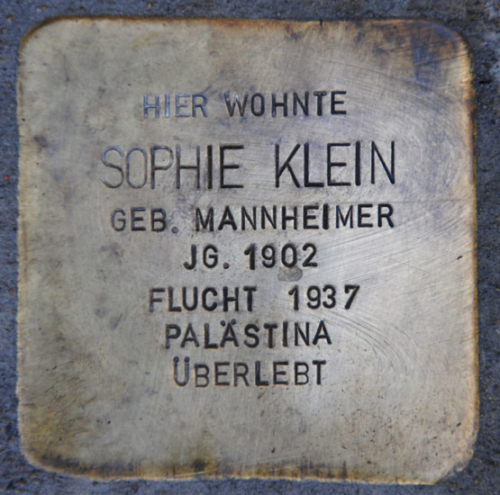 HIER WOHNTE
SOPHIE KLEIN
GEB. MANNHEIMER
JG. 1902
FLUCHT 1937
PALÄSTINA
ÜBERLEBT